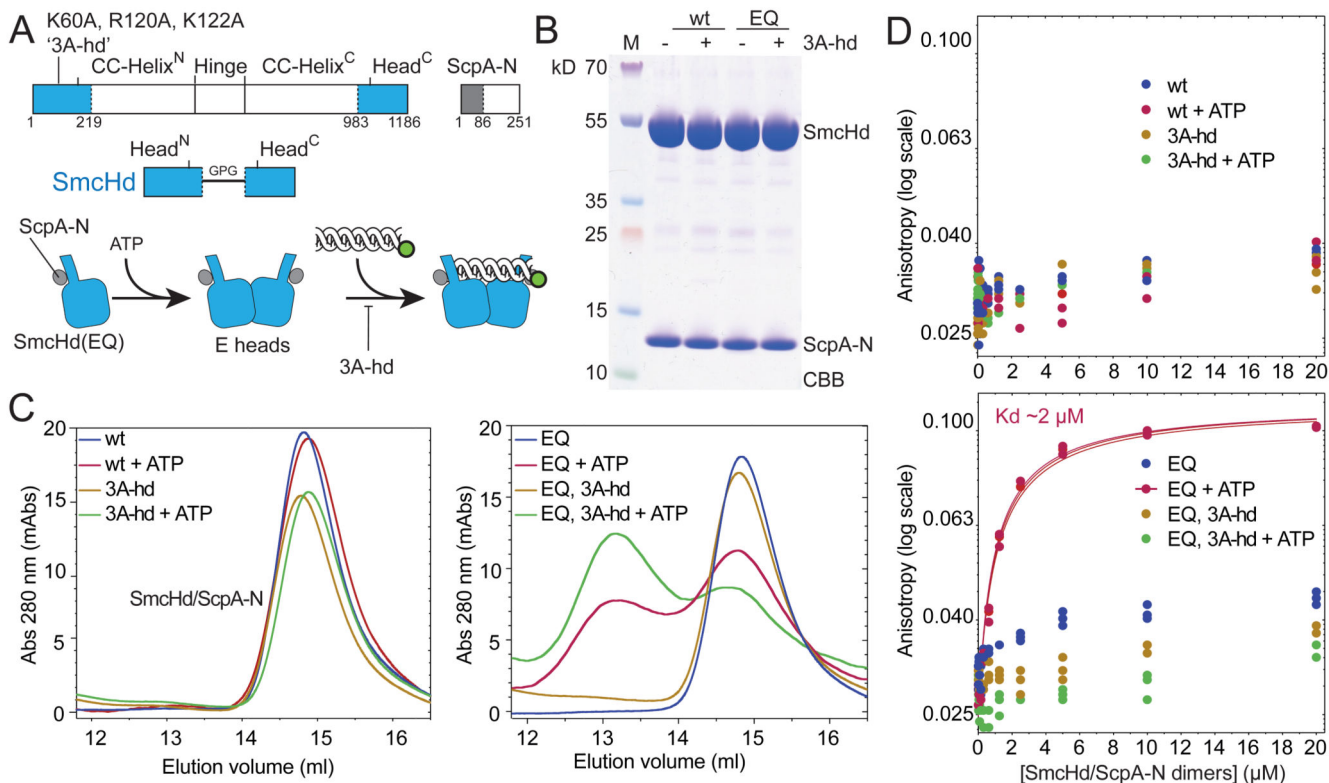 A
K60A, R120A, K122A
'3A-hd'
CC-Helix^N
Hinge
CC-Helix^C
Head^C
ScpA-N
1
219
983
1186
1
86
251
Head^N
Head^C
SmcHd
GPG
ScpA-N
ATP
SmcHd(EQ)
E heads
3A-hd
B
wt
EQ
M
-
+
-
+
3A-hd
kD
70
55
35
25
15
10
SmcHd
ScpA-N
CBB
C
20
15
10
5
0
Abs 280 nm (mAbs)
wt
wt + ATP
3A-hd
3A-hd + ATP
SmcHd/ScpA-N
12
13
14
15
16
Elution volume (ml)
20
15
10
5
0
Abs 280 nm (mAbs)
EQ
EQ + ATP
EQ, 3A-hd
EQ, 3A-hd + ATP
12
13
14
15
16
Elution volume (ml)
D
0.100
0.063
0.040
0.025
Anisotropy (log scale)
wt
wt + ATP
3A-hd
3A-hd + ATP
0 2 4 6 8 10 12 14 16 18 20
Kd ~2 µM
0.100
0.063
0.040
0.025
Anisotropy (log scale)
EQ
EQ + ATP
EQ, 3A-hd
EQ, 3A-hd + ATP
0 2 4 6 8 10 12 14 16 18 20
[SmcHd/ScpA-N dimers] (µM)